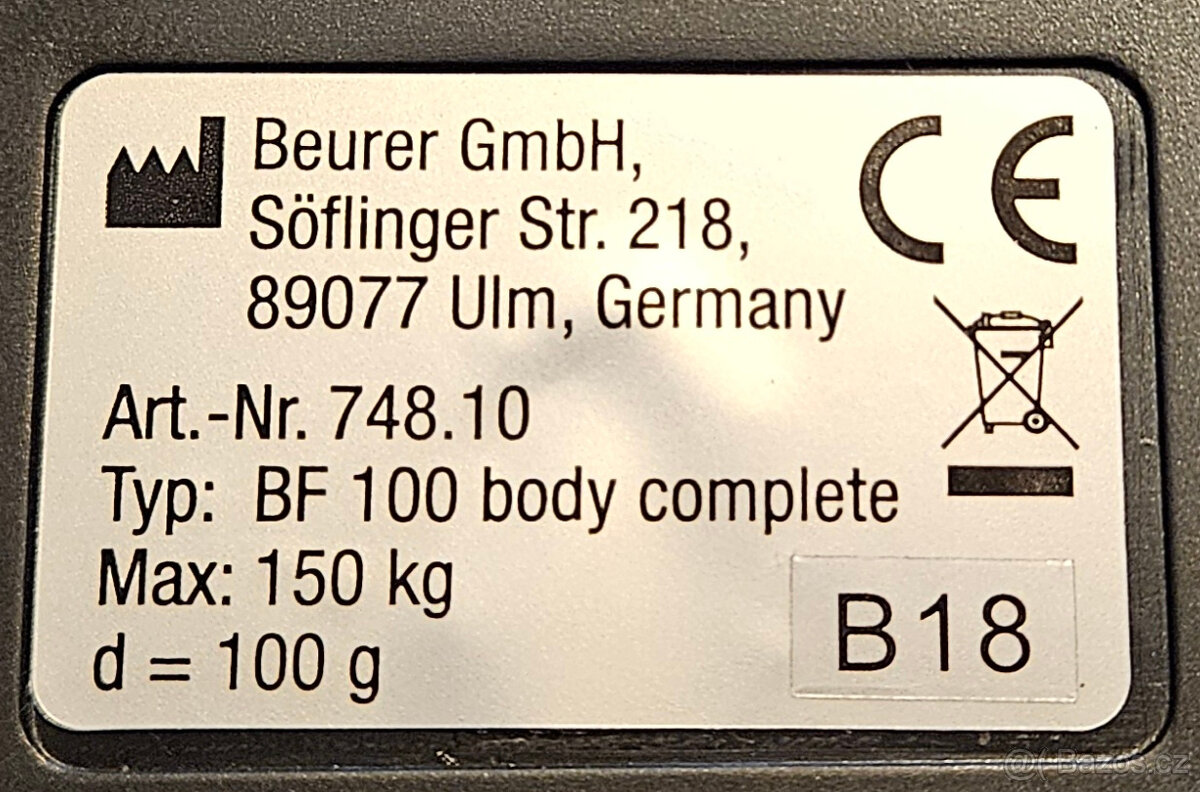 Beurer GmbH,
Söflinger Str. 218,
89077 Ulm, Germany
CE
Art.-Nr. 748.10
Typ: BF 100 body complete
Max: 150 kg
d = 100 g
B18
@( Bazos.cz